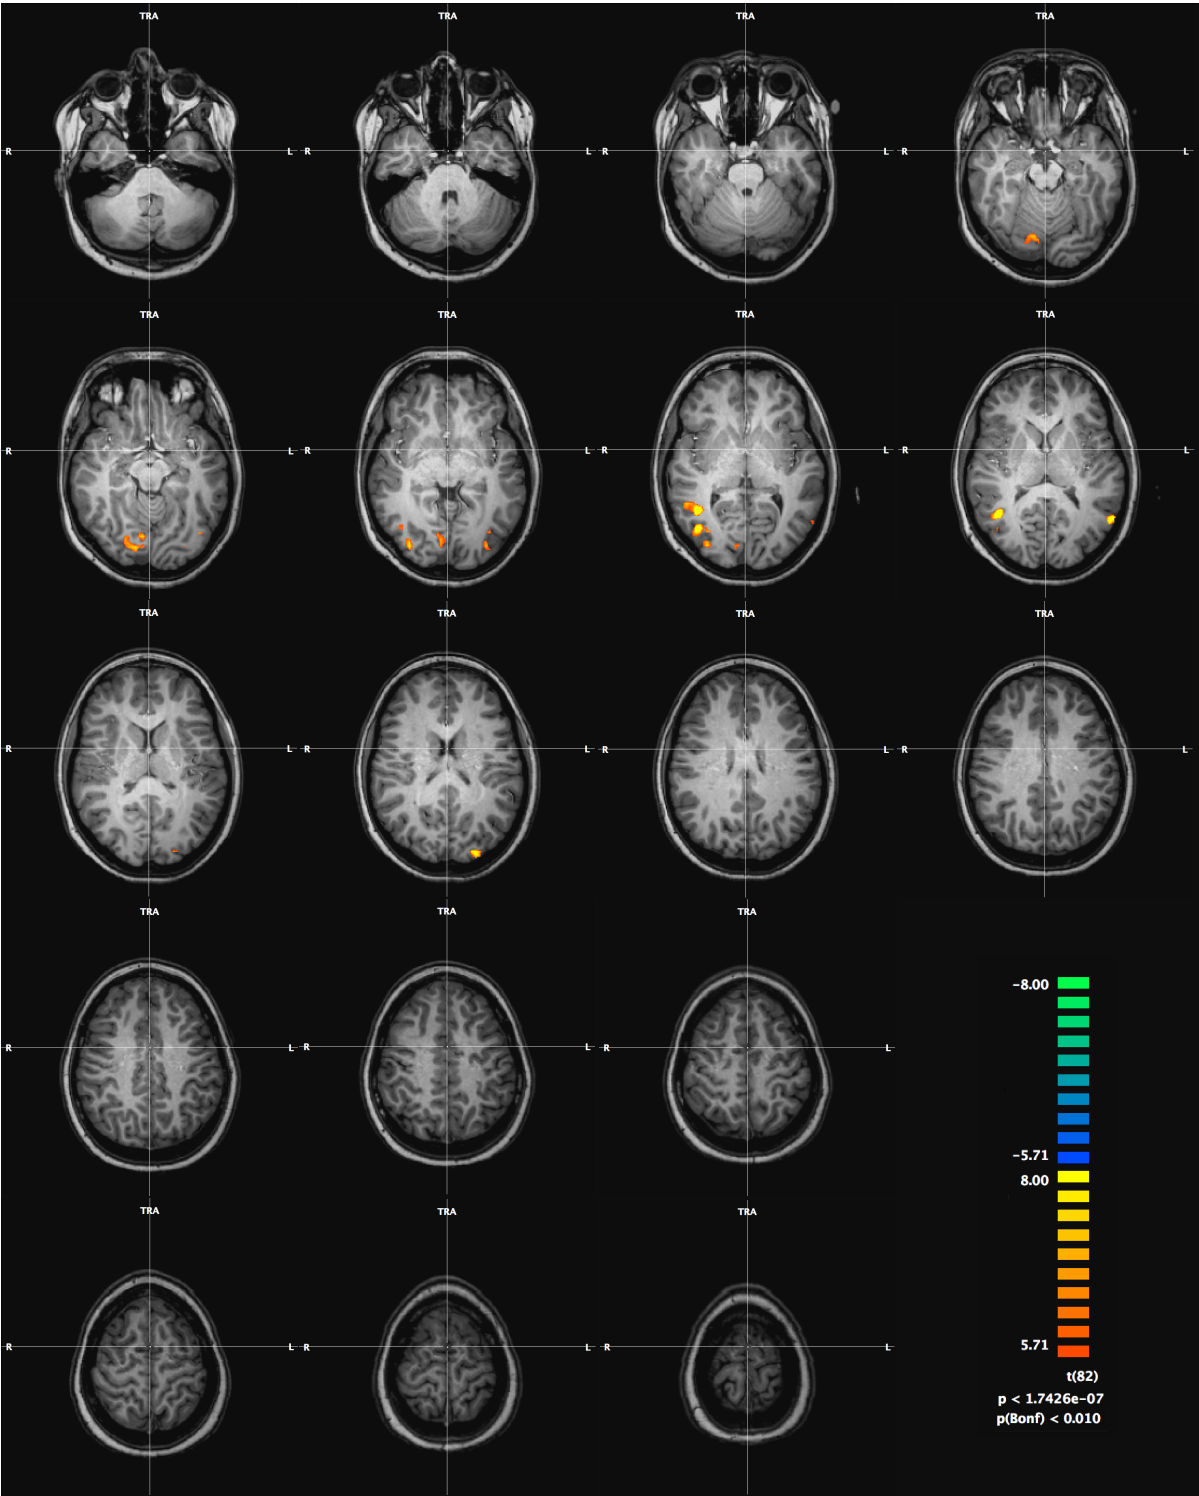 TRA TRA TRA TRA
R L R L R L R L
TRA TRA TRA TRA
R L R L R L R L
TRA TRA TRA TRA
R L R L R L R L
TRA TRA TRA
R L R L R L
-8.00
-5.71
8.00
TRA TRA TRA
R L R L R L
5.71
t(82)
p < 1.7426e-07
p(Bonf) < 0.010